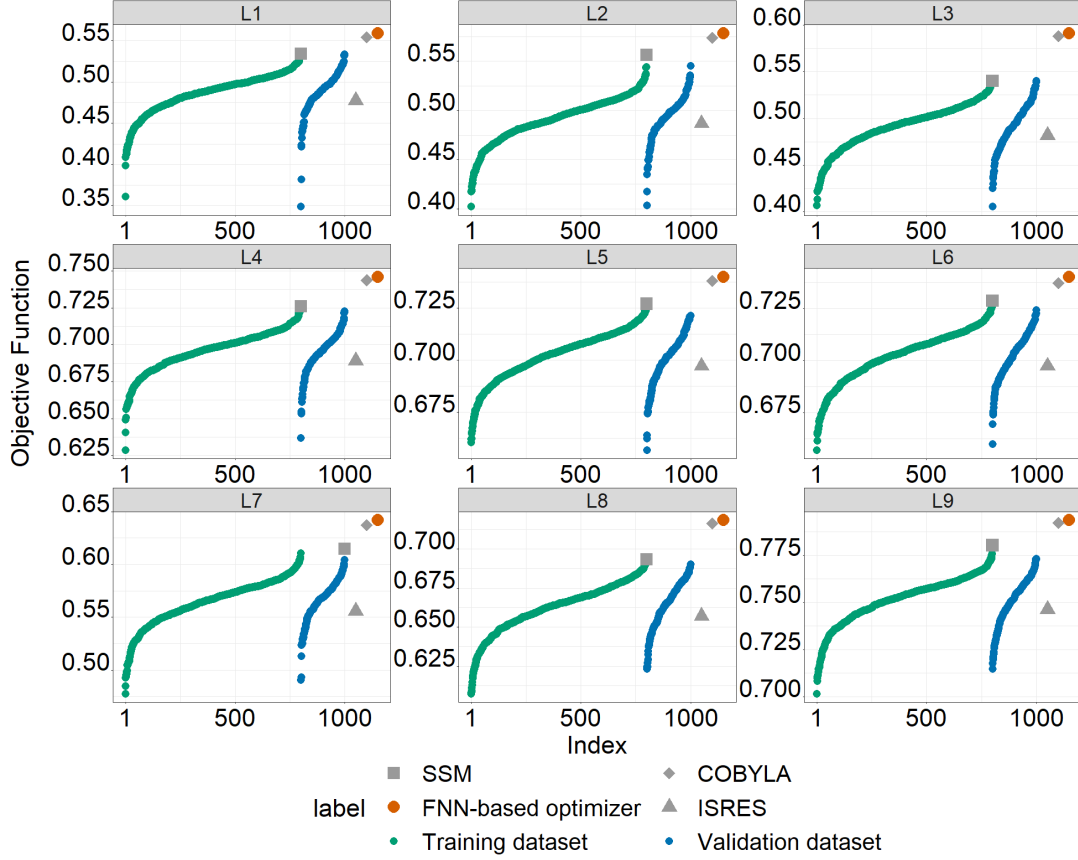 L1
L2
L3
0.55
0.50
0.45
0.40
0.35
0.55
0.50
0.45
0.40
0.60
0.55
0.50
0.45
0.40
1 500 1000
1 500 1000
1 500 1000
L4
L5
L6
0.750
0.725
0.700
0.675
0.650
0.625
0.725
0.700
0.675
0.725
0.700
0.675
1 500 1000
1 500 1000
1 500 1000
L7
L8
L9
0.65
0.60
0.55
0.50
0.700
0.675
0.650
0.625
0.775
0.750
0.725
0.700
1 500 1000
1 500 1000
1 500 1000
Objective Function
Index
label
SSM
COBYLA
FNN-based optimizer
ISRES
Training dataset
Validation dataset